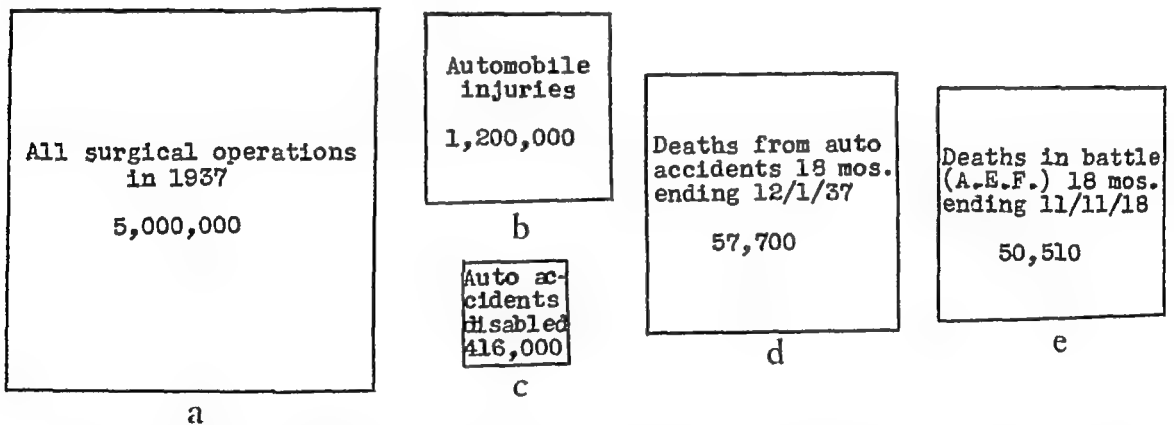 All surgical operations
in 1937
5,000,000
a
Automobile
injuries
1,200,000
b
Auto ac-
cidents
disabled
416,000
c
Deaths from auto
accidents 18 mos.
ending 12/1/37
57,700
d
Deaths in battle
(A.E.F.) 18 mos.
ending 11/11/18
50,510
e